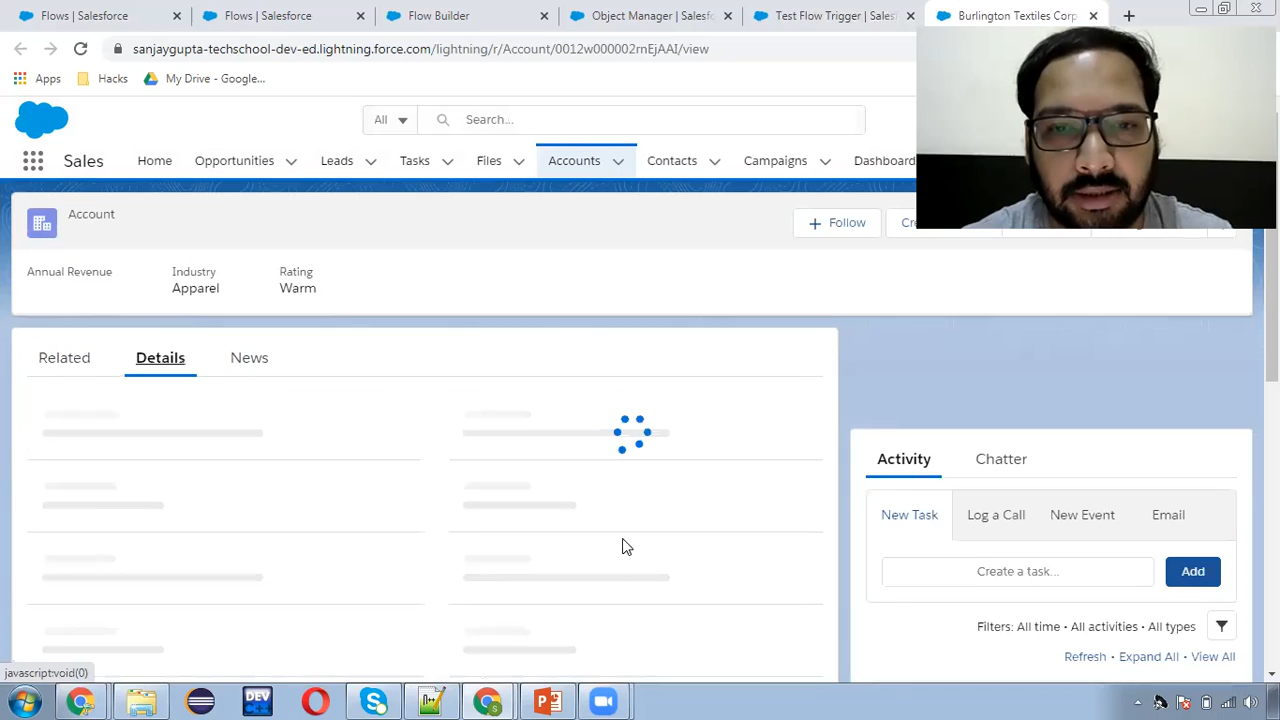 Flows | Salesforce
Flows | Salesforce
Flow Builder
Object Manager | Salesf
Test Flow Trigger | Sales
Burlington Textiles Corp
sanjaygupta-techschool-dev-ed.lightning.force.com/lightning/r/Account/0012w000002rnEjAAI/view
Apps
Hacks
My Drive - Google...
All
Search...
Sales
Home
Opportunities
Leads
Tasks
Files
Accounts
Contacts
Campaigns
Dashboard
Account
Follow
Annual Revenue
Industry
Rating
Apparel
Warm
Related
Details
News
Activity
Chatter
New Task
Log a Call
New Event
Email
Create a task...
Add
Filters: All time • All activities • All types
Refresh • Expand All • View All
javascript:void(0)
DEV
C++